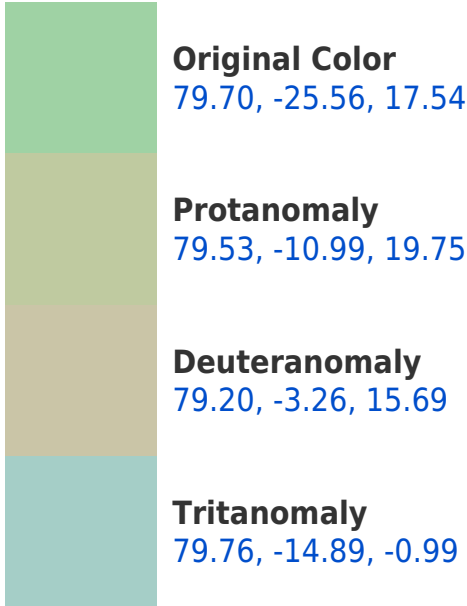 Original Color
79.70, -25.56, 17.54
Protanomaly
79.53, -10.99, 19.75
Deuteranomaly
79.20, -3.26, 15.69
Tritanomaly
79.76, -14.89, -0.99